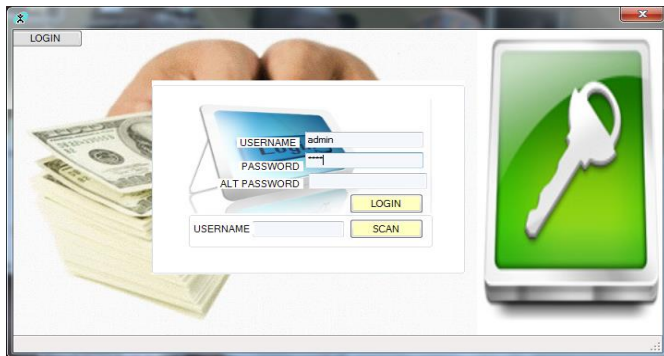 LOGIN
USERNAME admin
PASSWORD ----
ALT PASSWORD
LOGIN
USERNAME SCAN